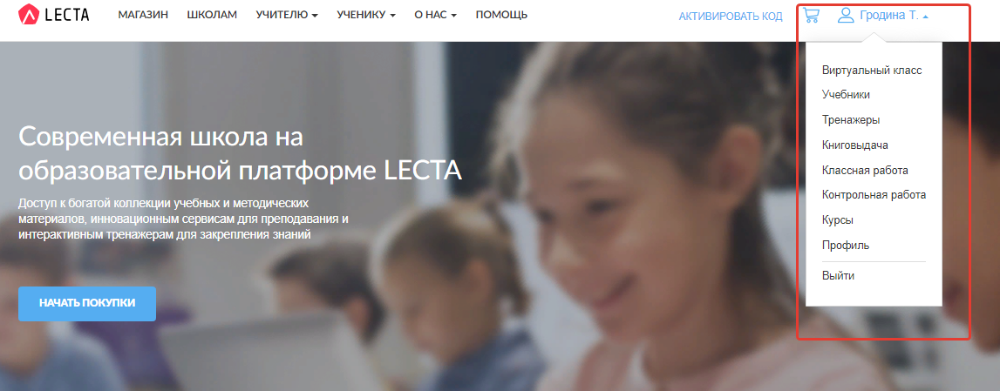 LECTA
МАГАЗИН ШКОЛАМ УЧИТЕЛЮ УЧЕНИКУ О НАС ПОМОЩЬ
АКТИВИРОВАТЬ КОД Гродина Т.
Виртуальный класс
Учебники
Тренажеры
Книговыдача
Классная работа
Контрольная работа
Курсы
Профиль
Выйти
Современная школа на
образовательной платформе LECTA
Доступ к богатой коллекции учебных и методических
материалов, инновационным сервисам для преподавания и
интерактивным тренажерам для закрепления знаний
НАЧАТЬ ПОКУПКИ